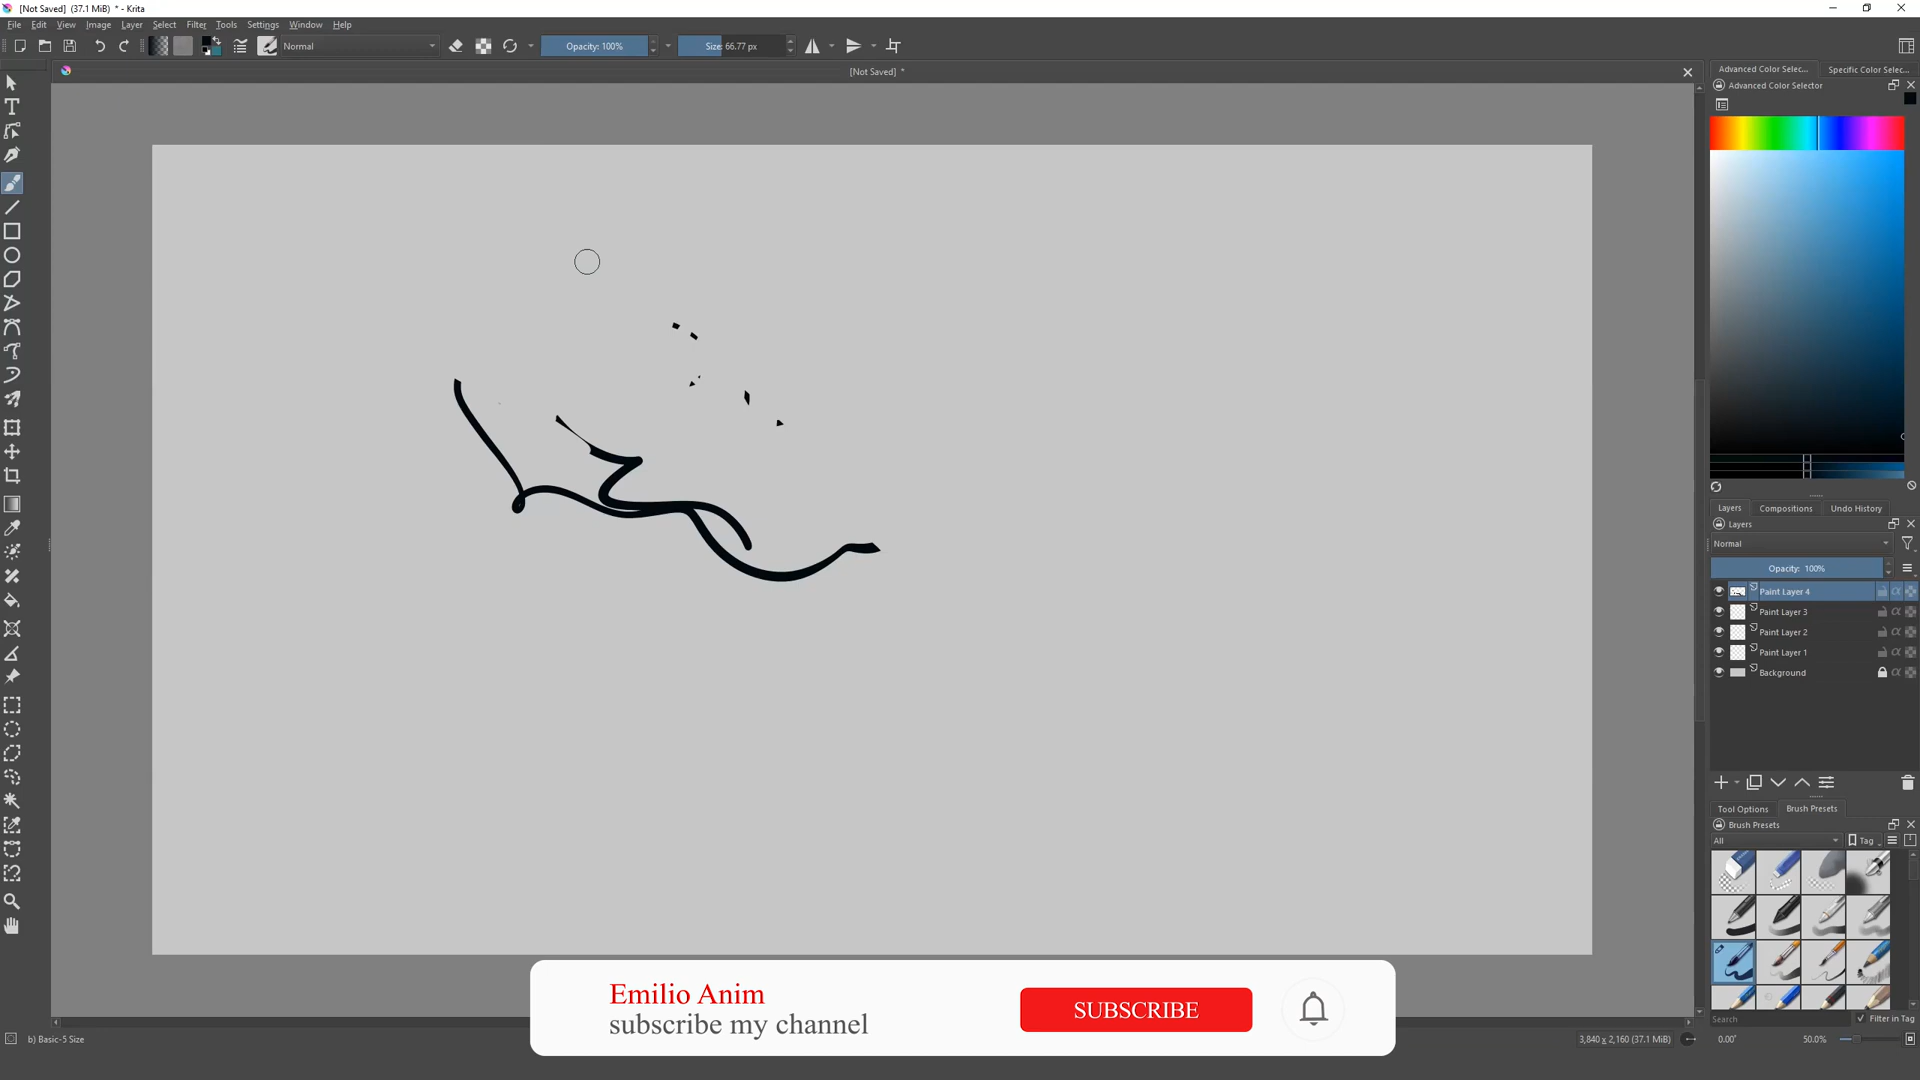 [Not Saved] (37.1 MiB) * - Krita
File Edit View Image Layer Select Filter Tools Settings Window Help
Normal
Opacity: 100%
Size: 66.77 px
[Not Saved] *
Advanced Color Selec...
Specific Color Selec...
Advanced Color Selector
Layers
Compositions
Undo History
Layers
Normal
Opacity: 100%
Paint Layer 4
Paint Layer 3
Paint Layer 2
Paint Layer 1
Background
Tool Options
Brush Presets
Brush Presets
All
Tag
Search
Filter in Tag
Emilio Anim
subscribe my channel
SUBSCRIBE
b) Basic-5 Size
3,840 x 2,160 (37.1 MiB)
0.00°
50.0%